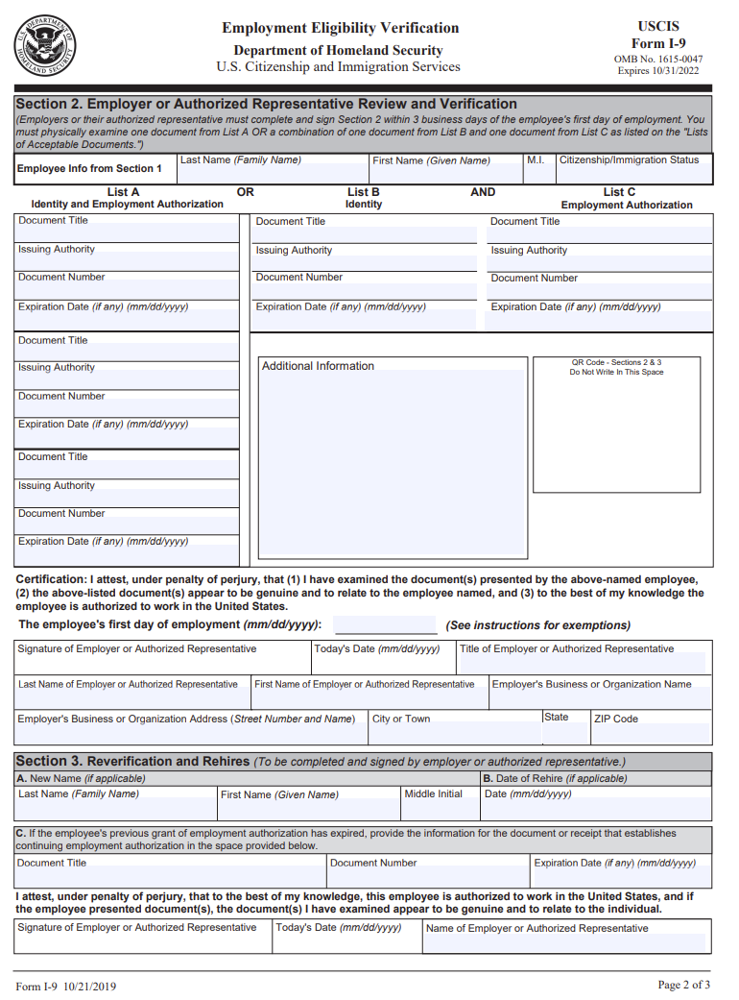 U.S. DEPARTMENT OF HOMELAND SECURITY
Employment Eligibility Verification
Department of Homeland Security
U.S. Citizenship and Immigration Services
USCIS
Form I-9
OMB No. 1615-0047
Expires 10/31/2022
Section 2. Employer or Authorized Representative Review and Verification
(Employers or their authorized representative must complete and sign Section 2 within 3 business days of the employee's first day of employment. You
must physically examine one document from List A OR a combination of one document from List B and one document from List C as listed on the "Lists
of Acceptable Documents.")
Employee Info from Section 1
Last Name (Family Name)
First Name (Given Name)
M.I.
Citizenship/Immigration Status
List A
Identity and Employment Authorization
OR
List B
Identity
AND
List C
Employment Authorization
Document Title
Issuing Authority
Document Number
Expiration Date (if any) (mm/dd/yyyy)
Document Title
Issuing Authority
Document Number
Expiration Date (if any) (mm/dd/yyyy)
Document Title
Issuing Authority
Document Number
Expiration Date (if any) (mm/dd/yyyy)
Document Title
Issuing Authority
Document Number
Expiration Date (if any) (mm/dd/yyyy)
Document Title
Issuing Authority
Document Number
Expiration Date (if any) (mm/dd/yyyy)
Additional Information
QR Code - Sections 2 & 3
Do Not Write In This Space
Certification: I attest, under penalty of perjury, that (1) I have examined the document(s) presented by the above-named employee,
(2) the above-listed document(s) appear to be genuine and to relate to the employee named, and (3) to the best of my knowledge the
employee is authorized to work in the United States.
The employee's first day of employment (mm/dd/yyyy):
(See instructions for exemptions)
Signature of Employer or Authorized Representative
Today's Date (mm/dd/yyyy)
Title of Employer or Authorized Representative
Last Name of Employer or Authorized Representative
First Name of Employer or Authorized Representative
Employer's Business or Organization Name
Employer's Business or Organization Address (Street Number and Name)
City or Town
State
ZIP Code
Section 3. Reverification and Rehires (To be completed and signed by employer or authorized representative.)
A. New Name (if applicable)
B. Date of Rehire (if applicable)
Last Name (Family Name)
First Name (Given Name)
Middle Initial
Date (mm/dd/yyyy)
C. If the employee's previous grant of employment authorization has expired, provide the information for the document or receipt that establishes
continuing employment authorization in the space provided below.
Document Title
Document Number
Expiration Date (if any) (mm/dd/yyyy)
I attest, under penalty of perjury, that to the best of my knowledge, this employee is authorized to work in the United States, and if
the employee presented document(s), the document(s) I have examined appear to be genuine and to relate to the individual.
Signature of Employer or Authorized Representative
Today's Date (mm/dd/yyyy)
Name of Employer or Authorized Representative
Form I-9 10/21/2019
Page 2 of 3